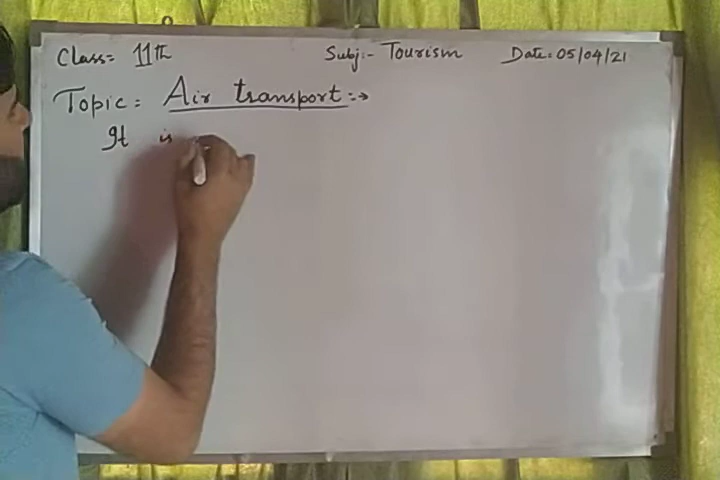 Class= 11th Subj:- Tourism Date: 05/04/21
Topic: Air transport:→
It is